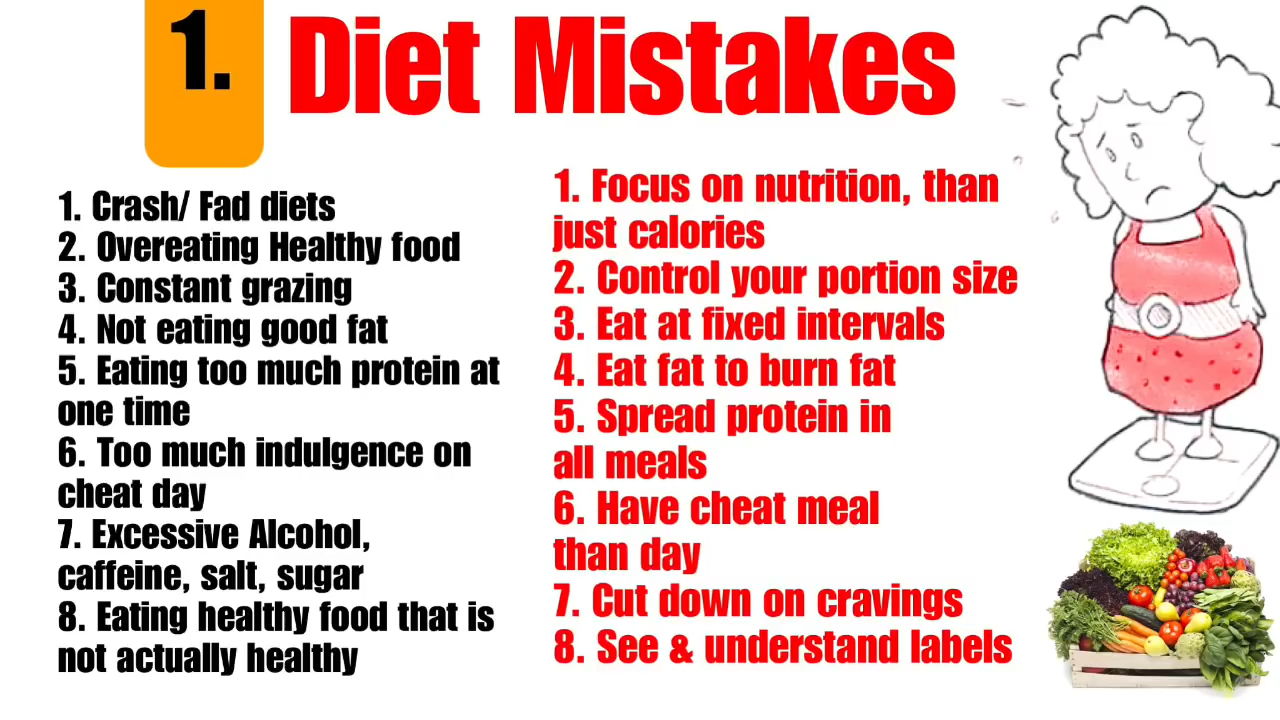 1.
Diet Mistakes
1. Crash/ Fad diets
2. Overeating Healthy food
3. Constant grazing
4. Not eating good fat
5. Eating too much protein at
one time
6. Too much indulgence on
cheat day
7. Excessive Alcohol,
caffeine, salt, sugar
8. Eating healthy food that is
not actually healthy
1. Focus on nutrition, than
just calories
2. Control your portion size
3. Eat at fixed intervals
4. Eat fat to burn fat
5. Spread protein in
all meals
6. Have cheat meal
than day
7. Cut down on cravings
8. See & understand labels